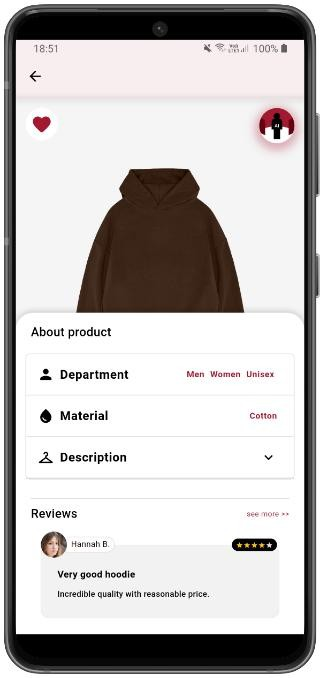 18:51
100%
AI
About product
Department Men Women Unisex
Material Cotton
Description
Reviews see more >>
Hannah B.
Very good hoodie
Incredible quality with reasonable price.